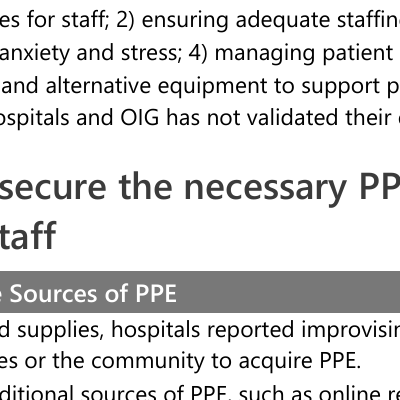 es for staff; 2) ensuring adequate staffin
anxiety and stress; 4) managing patient
and alternative equipment to support p
ospitals and OIG has not validated their
secure the necessary PP
taff
Sources of PPE
d supplies, hospitals reported improvisin
es or the community to acquire PPE.
ditional sources of PPE, such as online re